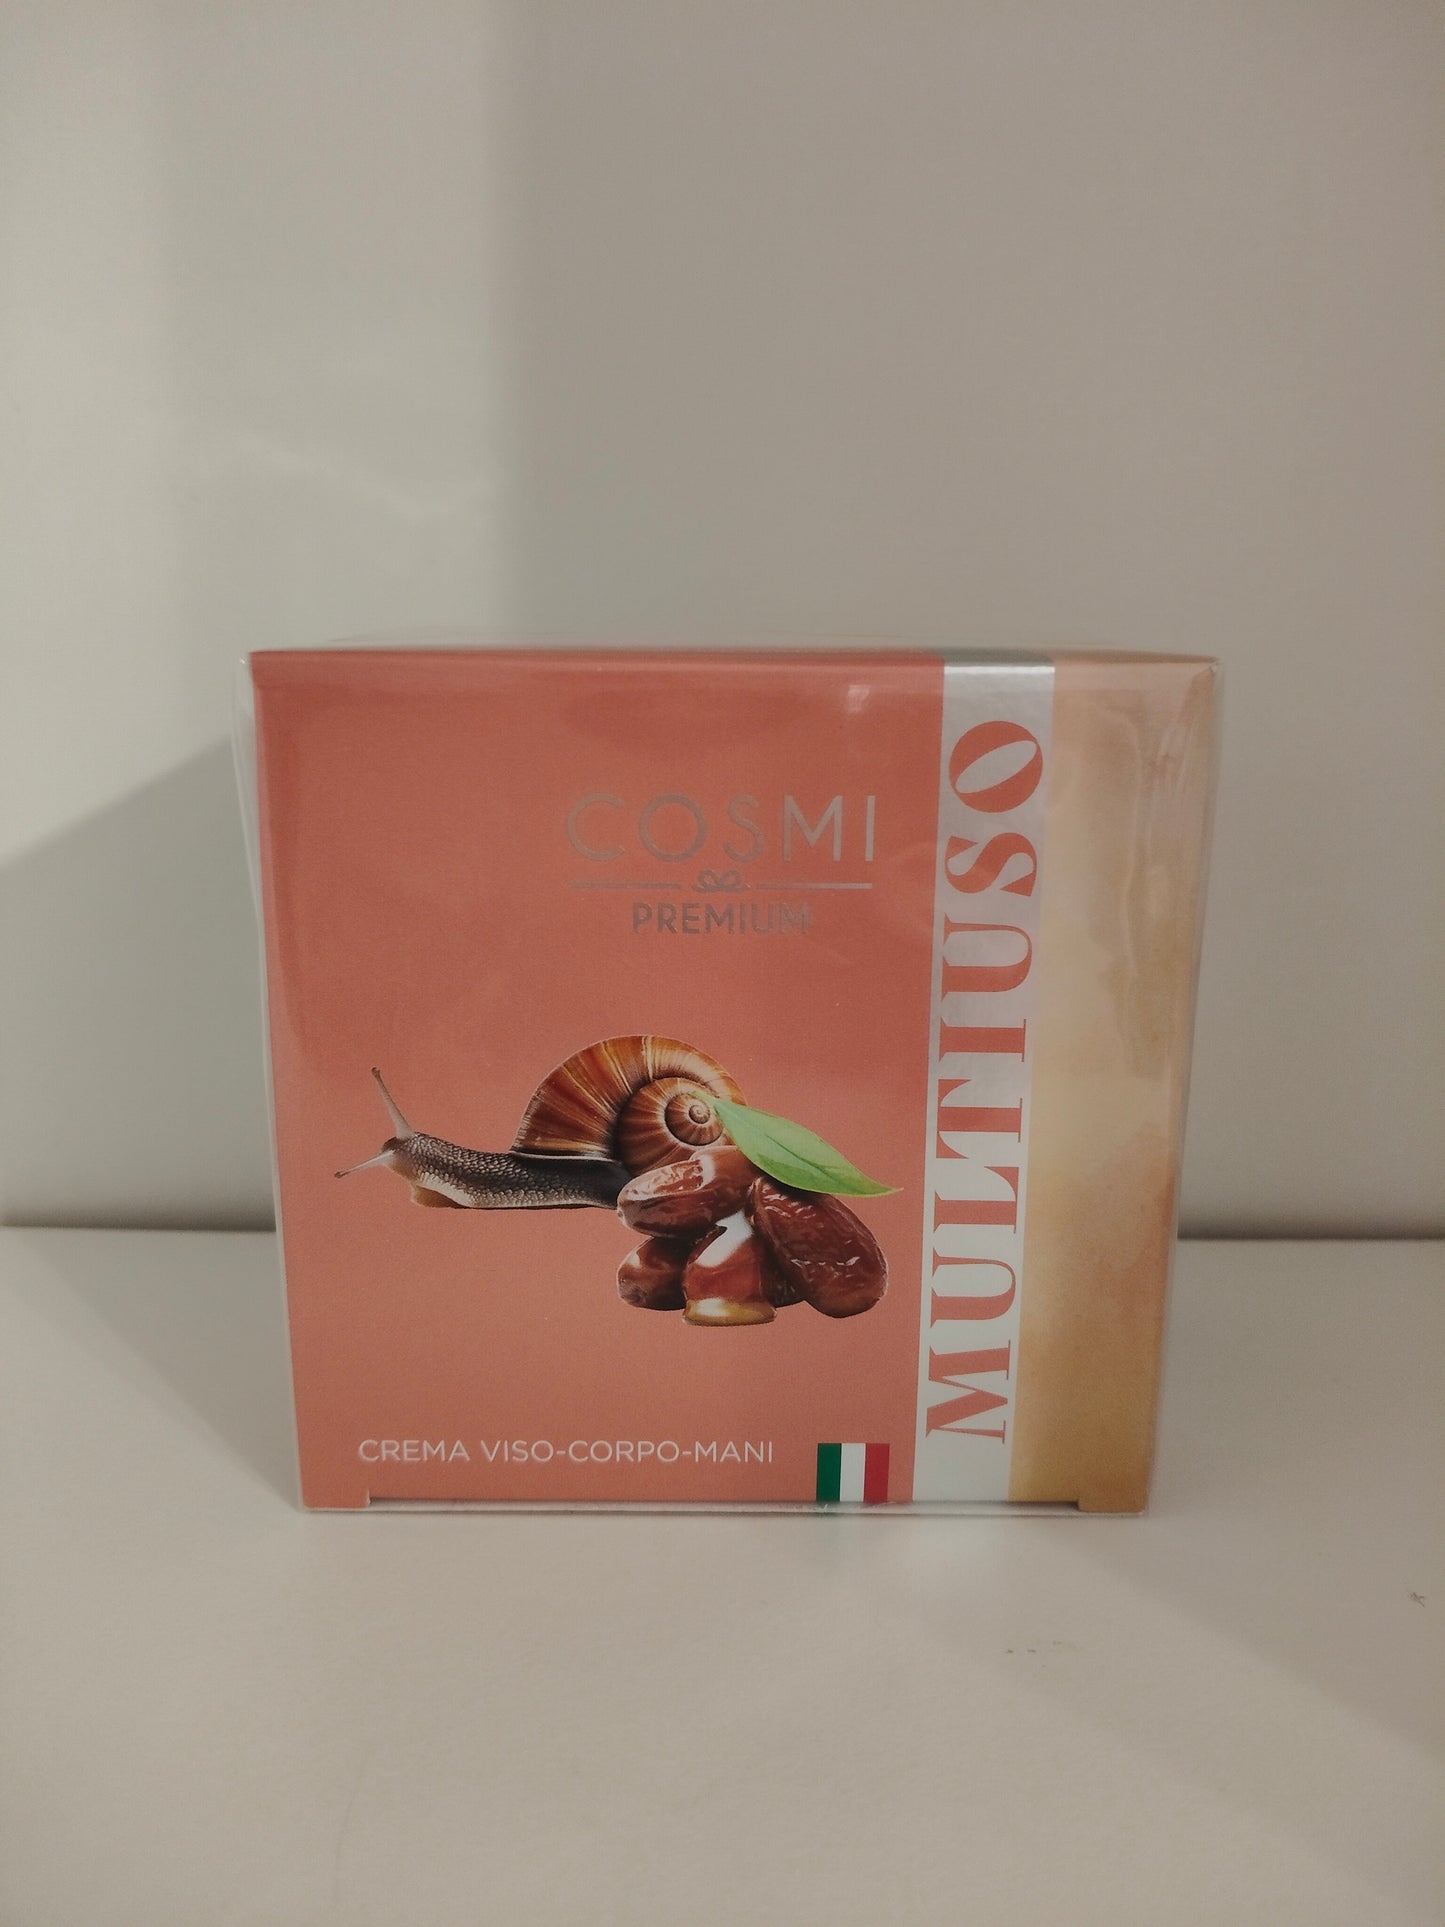 COSMI
PREMIUM
MULTIUSO
CREMA VISO-CORPO-MANI